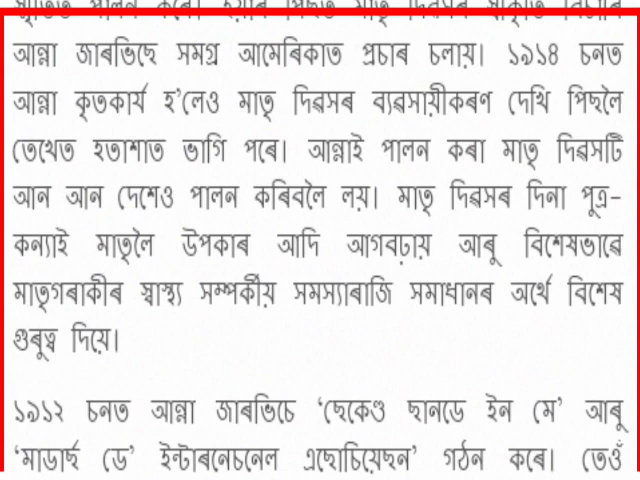 আন্না জাৰভিছে সমগ্ৰ আমেৰিকাত প্ৰচাৰ চলায়। ১৯১৪ চনত
আন্না কৃতকাৰ্য হ’লেও মাতৃ দিৱসৰ ব্যৱসায়ীকৰণ দেখি পিছলৈ
তেখেত হতাশাত ভাগি পৰে। আন্নাই পালন কৰা মাতৃ দিৱসটি
আন আন দেশেও পালন কৰিবলৈ লয়। মাতৃ দিৱসৰ দিনা পুত্ৰ-
কন্যাই মাতৃলৈ উপকাৰ আদি আগবঢ়ায় আৰু বিশেষভাৱে
মাতৃগৰাকীৰ স্বাস্থ্য সম্পৰ্কীয় সমস্যাৰাজি সমাধানৰ অৰ্থে বিশেষ
গুৰুত্ব দিয়ে।
১৯১২ চনত আন্না জাৰভিচে ‘ছেকেণ্ড ছানডে ইন মে’ আৰু
‘মাডাৰ্ছ ডে’ ইন্টাৰনেচনেল এছোচিয়েছন’ গঠন কৰে। তেওঁ